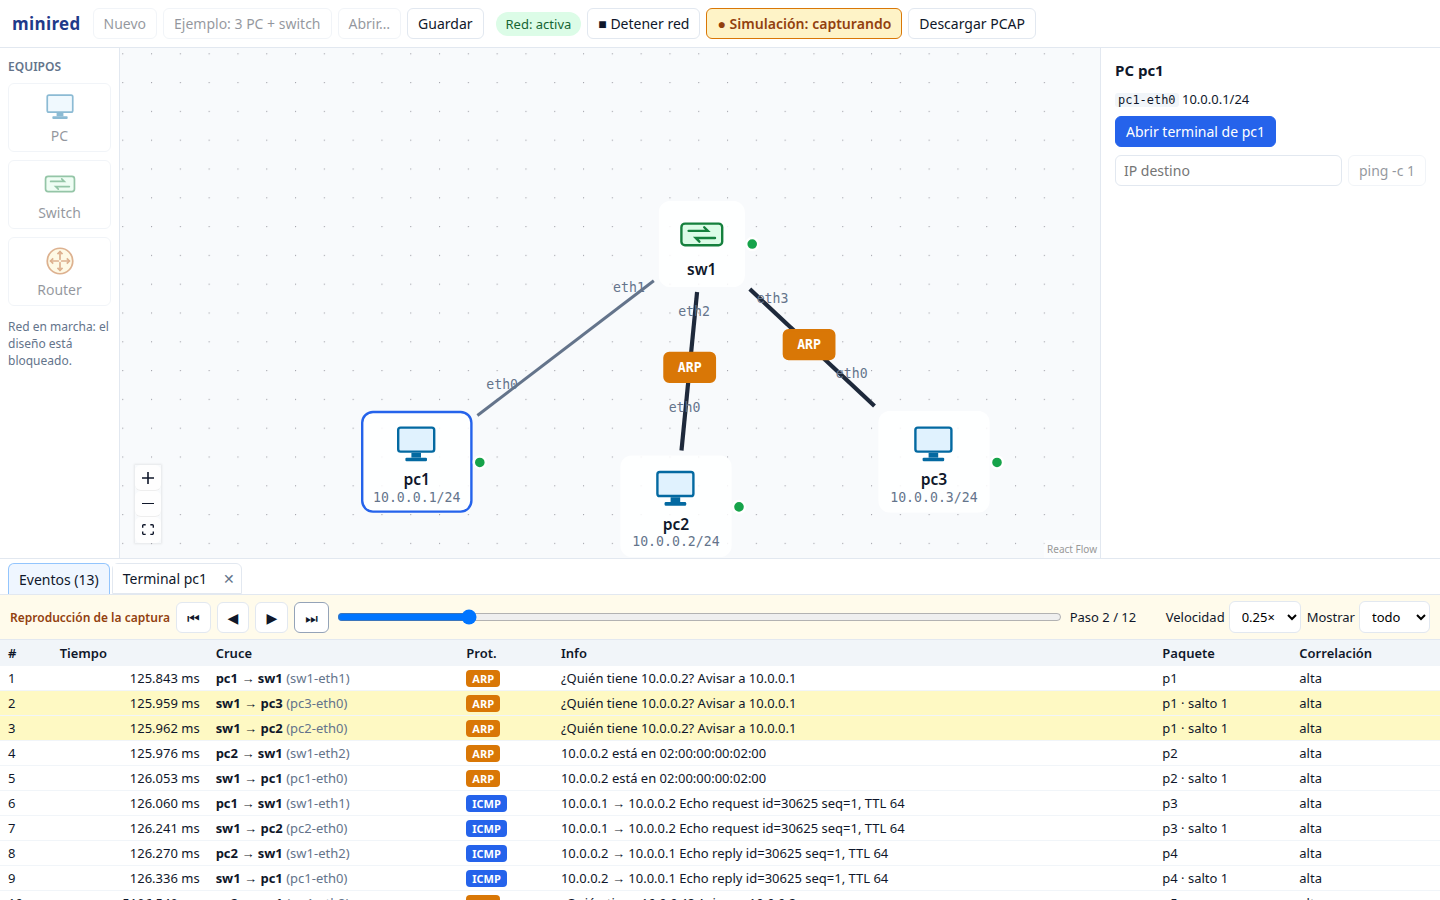 minired
Nuevo
Ejemplo: 3 PC + switch
Abrir...
Guardar
Red: activa
■ Detener red
● Simulación: capturando
Descargar PCAP
EQUIPOS
PC
Switch
Router
Red en marcha: el
diseño está
bloqueado.
sw1
eth1
eth2
eth3
ARP
ARP
eth0
eth0
eth0
pc1
10.0.0.1/24
pc2
10.0.0.2/24
pc3
10.0.0.3/24
React Flow
PC pc1
pc1-eth0 10.0.0.1/24
Abrir terminal de pc1
IP destino
ping -c 1
Eventos (13)
Terminal pc1 ✕
Reproducción de la captura
Paso 2 / 12
Velocidad 0.25×
Mostrar todo
# Tiempo Cruce Prot. Info Paquete Correlación
1 125.843 ms pc1 → sw1 (sw1-eth1) ARP ¿Quién tiene 10.0.0.2? Avisar a 10.0.0.1 p1 alta
2 125.959 ms sw1 → pc3 (pc3-eth0) ARP ¿Quién tiene 10.0.0.2? Avisar a 10.0.0.1 p1 · salto 1 alta
3 125.962 ms sw1 → pc2 (pc2-eth0) ARP ¿Quién tiene 10.0.0.2? Avisar a 10.0.0.1 p1 · salto 1 alta
4 125.976 ms pc2 → sw1 (sw1-eth2) ARP 10.0.0.2 está en 02:00:00:00:02:00 p2 alta
5 126.053 ms sw1 → pc1 (pc1-eth0) ARP 10.0.0.2 está en 02:00:00:00:02:00 p2 · salto 1 alta
6 126.060 ms pc1 → sw1 (sw1-eth1) ICMP 10.0.0.1 → 10.0.0.2 Echo request id=30625 seq=1, TTL 64 p3 alta
7 126.241 ms sw1 → pc2 (pc2-eth0) ICMP 10.0.0.1 → 10.0.0.2 Echo request id=30625 seq=1, TTL 64 p3 · salto 1 alta
8 126.270 ms pc2 → sw1 (sw1-eth2) ICMP 10.0.0.2 → 10.0.0.1 Echo reply id=30625 seq=1, TTL 64 p4 alta
9 126.336 ms sw1 → pc1 (pc1-eth0) ICMP 10.0.0.2 → 10.0.0.1 Echo reply id=30625 seq=1, TTL 64 p4 · salto 1 alta